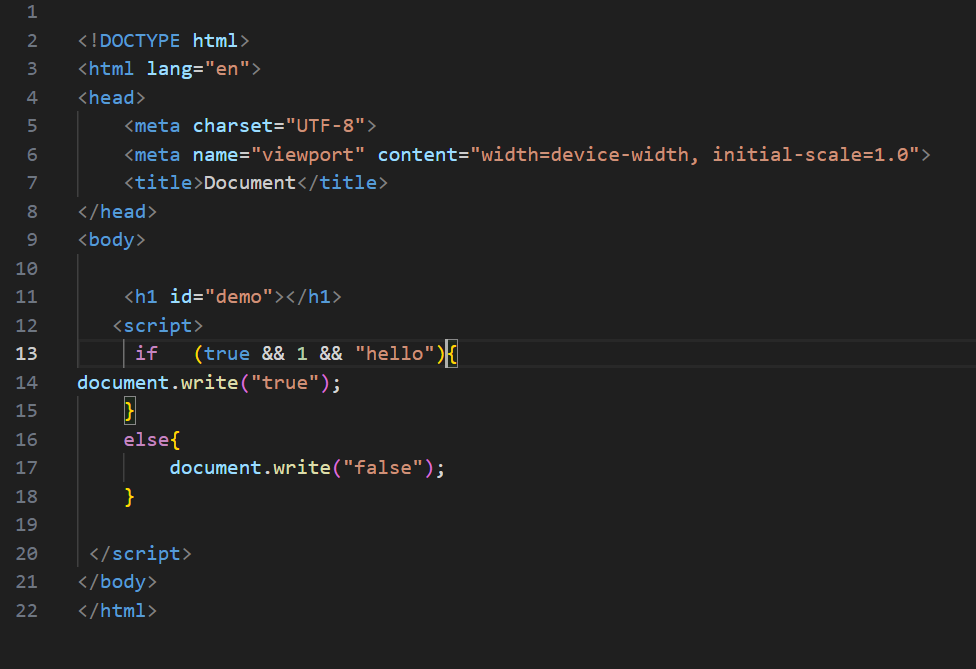 1
2 <!DOCTYPE html>
3 <html lang="en">
4 <head>
5 <meta charset="UTF-8">
6 <meta name="viewport" content="width=device-width, initial-scale=1.0">
7 <title>Document</title>
8 </head>
9 <body>
10
11 <h1 id="demo"></h1>
12 <script>
13 if   (true && 1 && "hello"){
14 document.write("true");
15 }
16 else{
17 document.write("false");
18 }
19
20 </script>
21 </body>
22 </html>